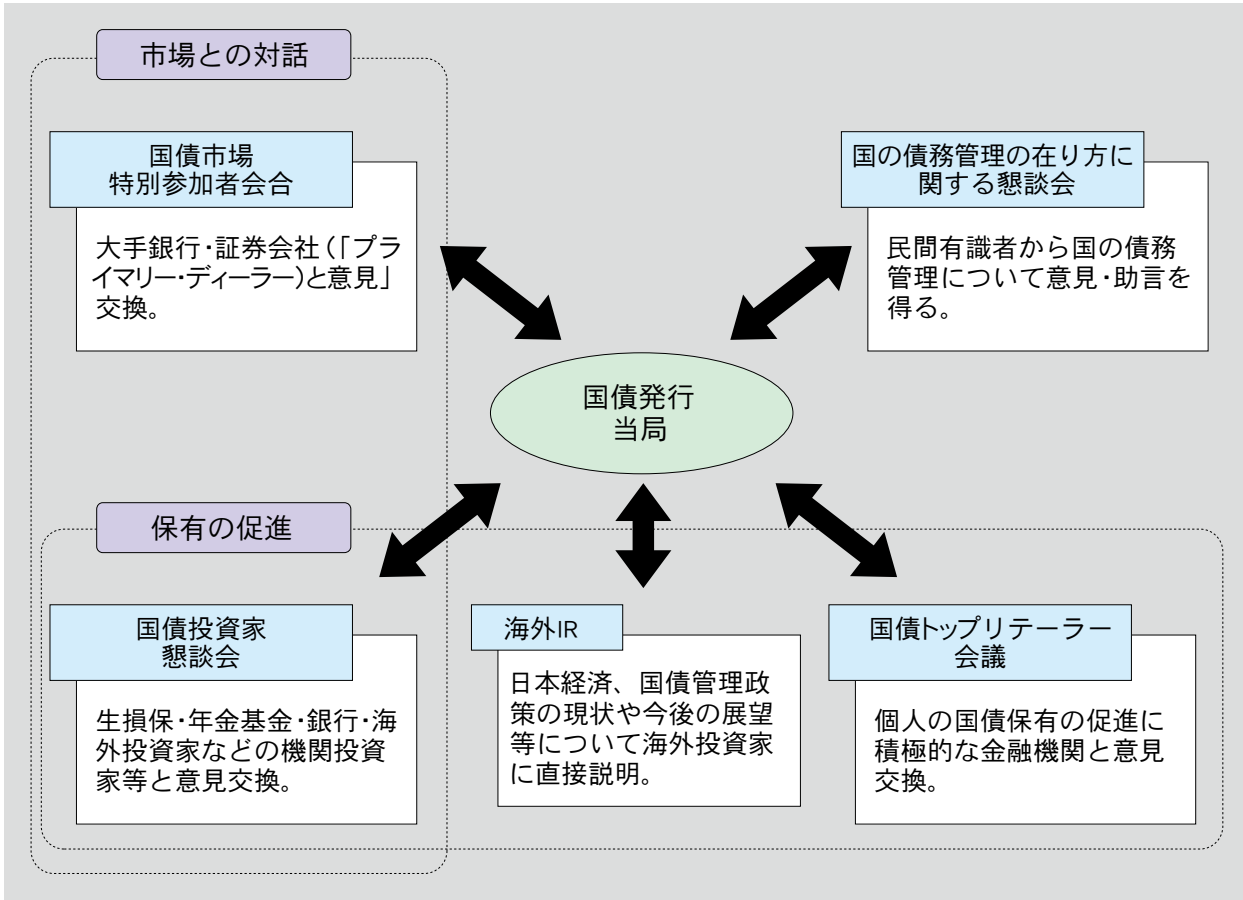 市場との対話
国債市場
特別参加者会合
大手銀行・証券会社（「プラ
イマリー・ディーラー）と意見」
交換。
国の債務管理の在り方に
関する懇談会
民間有識者から国の債務
管理について意見・助言を
得る。
国債発行
当局
保有の促進
国債投資家
懇談会
生損保・年金基金・銀行・海
外投資家などの機関投資
家等と意見交換。
海外IR
日本経済、国債管理政
策の現状や今後の展望
等について海外投資家
に直接説明。
国債トップリテーラー
会議
個人の国債保有の促進に
積極的な金融機関と意見
交換。